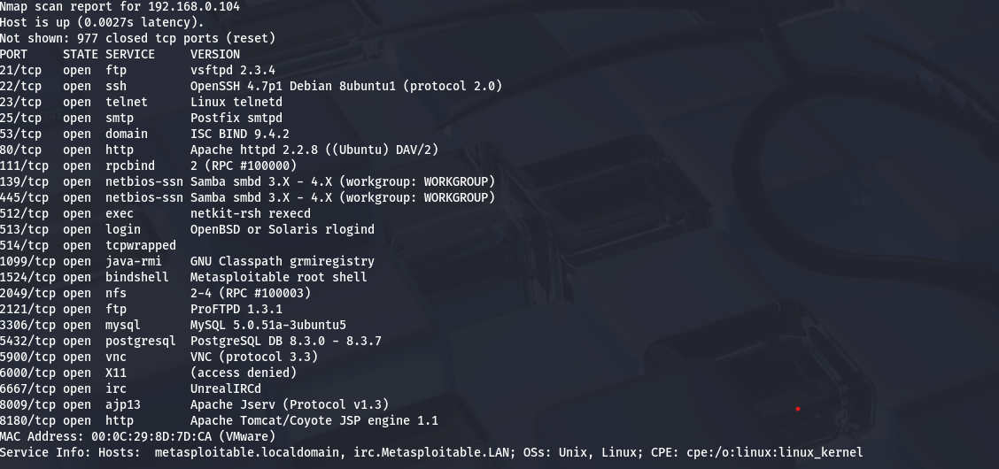 Nmap scan report for 192.168.0.104
Host is up (0.0027s latency).
Not shown: 977 closed tcp ports (reset)
PORT     STATE SERVICE     VERSION
21/tcp   open  ftp         vsftpd 2.3.4
22/tcp   open  ssh         OpenSSH 4.7p1 Debian 8ubuntu1 (protocol 2.0)
23/tcp   open  telnet      Linux telnetd
25/tcp   open  smtp        Postfix smtpd
53/tcp   open  domain      ISC BIND 9.4.2
80/tcp   open  http        Apache httpd 2.2.8 ((Ubuntu) DAV/2)
111/tcp  open  rpcbind     2 (RPC #100000)
139/tcp  open  netbios-ssn Samba smbd 3.X - 4.X (workgroup: WORKGROUP)
445/tcp  open  netbios-ssn Samba smbd 3.X - 4.X (workgroup: WORKGROUP)
512/tcp  open  exec        netkit-rsh rexecd
513/tcp  open  login       OpenBSD or Solaris rlogind
514/tcp  open  tcpwrapped
1099/tcp open  java-rmi    GNU Classpath grmiregistry
1524/tcp open  bindshell   Metasploitable root shell
2049/tcp open  nfs         2-4 (RPC #100003)
2121/tcp open  ftp         ProFTPD 1.3.1
3306/tcp open  mysql       MySQL 5.0.51a-3ubuntu5
5432/tcp open  postgresql  PostgreSQL DB 8.3.0 - 8.3.7
5900/tcp open  vnc         VNC (protocol 3.3)
6000/tcp open  X11         (access denied)
6667/tcp open  irc         UnrealIRCd
8009/tcp open  ajp13       Apache Jserv (Protocol v1.3)
8180/tcp open  http        Apache Tomcat/Coyote JSP engine 1.1
MAC Address: 00:0C:29:8D:7D:CA (VMware)
Service Info: Hosts:  metasploitable.localdomain, irc.Metasploitable.LAN; OSs: Unix, Linux; CPE: cpe:/o:linux:linux_kernel